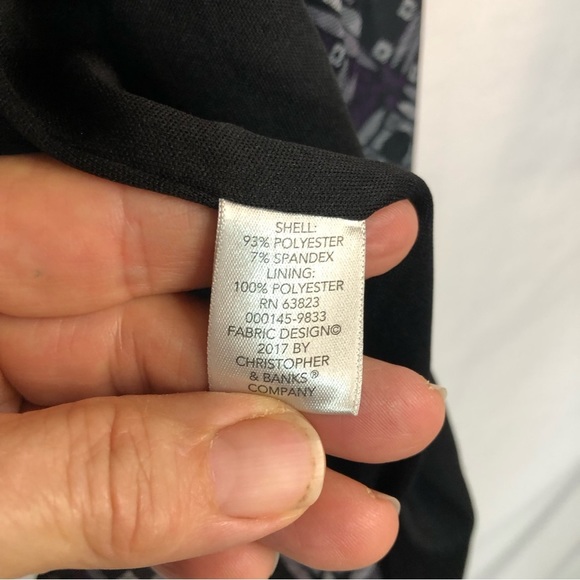 SHELL:
93% POLYESTER
7% SPANDEX
LINING:
100% POLYESTER
RN 63823
000145-9833
FABRIC DESIGN©
2017 BY
CHRISTOPHER
& BANKS®
COMPANY